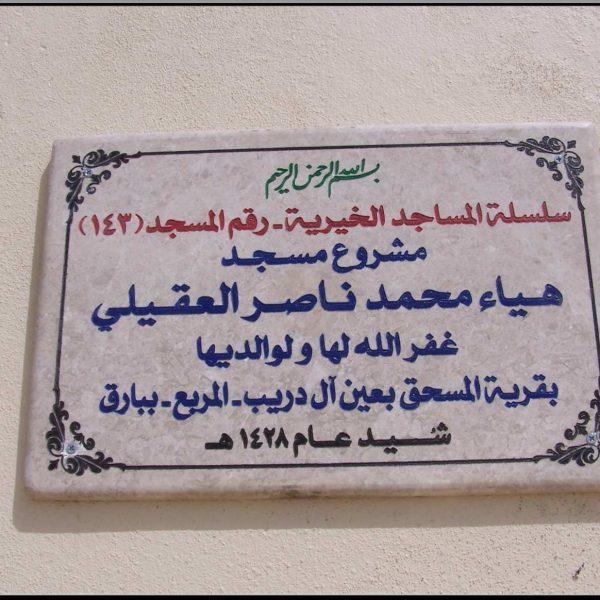 بسم الله الرحمن الرحيم
سلسلة المساجد الخيرية - رقم المسجد (١٤٣)
مشروع مسجد
هياء محمد ناصر العقيلي
غفر الله لها ولوالديها
بقرية المسحق بعين آل دريب - المربع - ببارق
شيد عام ١٤٢٨ هـ